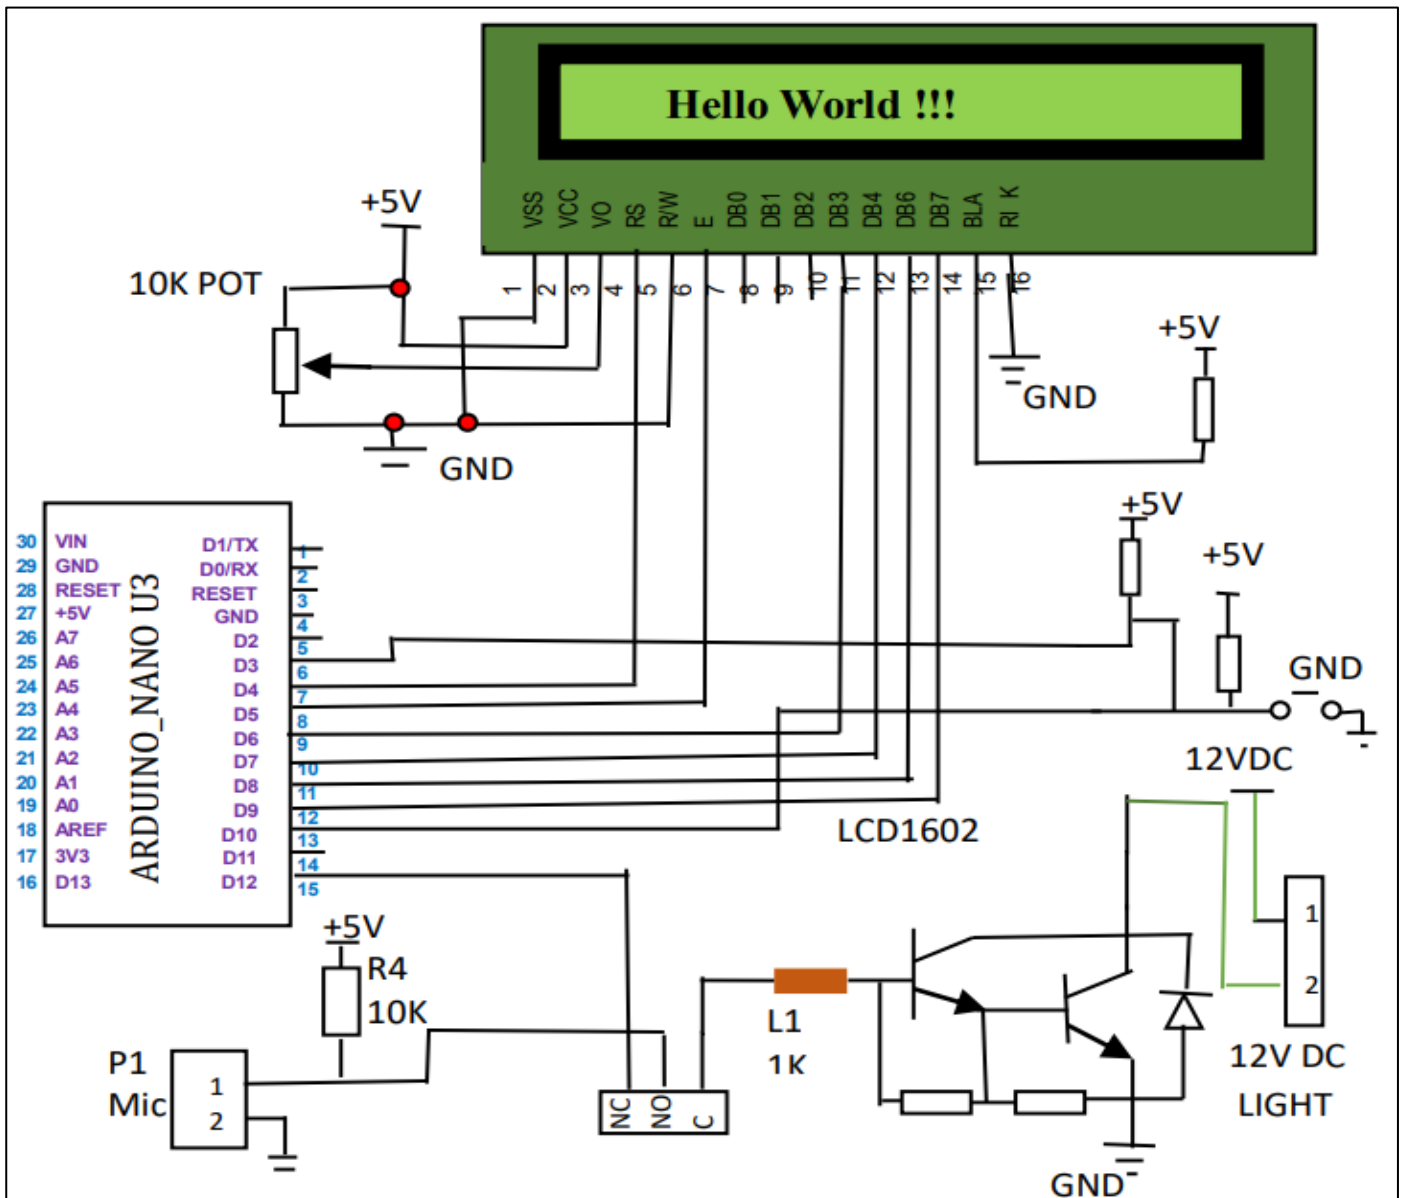 Hello World !!!
VSS VCC VO RS R/W E DB0 DB1 DB2 DB3 DB4 DB6 DB7 BLA RI K
1 2 3 4 5 6 7 8 9 10 11 12 13 14 15 16
+5V
10K POT
GND
GND
+5V
+5V
+5V
GND
12VDC
ARDUINO_NANO U3
30 VIN D1/TX 1
29 GND D0/RX 2
28 RESET RESET 3
27 +5V GND 4
26 A7 D2 5
25 A6 D3 6
24 A5 D4 7
23 A4 D5 8
22 A3 D6 9
21 A2 D7 10
20 A1 D8 11
19 A0 D9 12
18 AREF D10 13
17 3V3 D11 14
16 D13 D12 15
LCD1602
+5V
R4
10K
P1
Mic
1
2
NC NO C
L1
1K
1
2
12V DC
LIGHT
GND